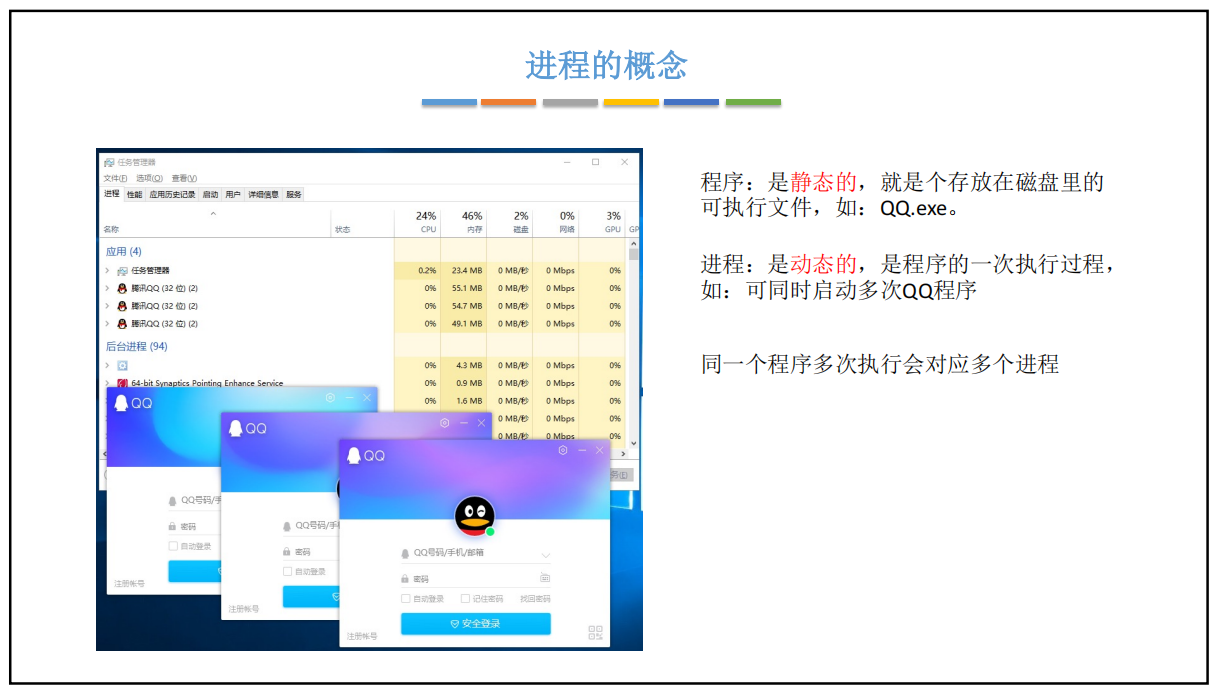 进程的概念
任务管理器
文件(F) 选项(O) 查看(V)
进程 性能 应用历史记录 启动 用户 详细信息 服务
24% 46% 2% 0% 3%
名称 状态 CPU 内存 磁盘 网络 GPU GP
应用 (4)
任务管理器 0.2% 23.4 MB 0 MB/秒 0 Mbps 0%
腾讯QQ (32 位) (2) 0% 55.1 MB 0 MB/秒 0 Mbps 0%
腾讯QQ (32 位) (2) 0% 54.7 MB 0 MB/秒 0 Mbps 0%
腾讯QQ (32 位) (2) 0% 49.1 MB 0 MB/秒 0 Mbps 0%
后台进程 (94)
0% 4.3 MB 0 MB/秒 0 Mbps 0%
64-bit Synaptics Pointing Enhance Service 0% 0.9 MB 0 MB/秒 0 Mbps 0%
0% 1.6 MB 0 MB/秒 0 Mbps 0%
0 MB/秒 0 Mbps 0%
0 MB/秒 0 Mbps 0%
QQ
QQ号码/手
密码
自动登录
注册帐号
QQ
QQ号码/手
密码
自动登录
注册帐号
QQ
QQ号码/手机/邮箱
密码
自动登录 记住密码 找回密码
安全登录
注册帐号
程序：是静态的，就是个存放在磁盘里的
可执行文件，如：QQ.exe。
进程：是动态的，是程序的一次执行过程，
如：可同时启动多次QQ程序
同一个程序多次执行会对应多个进程